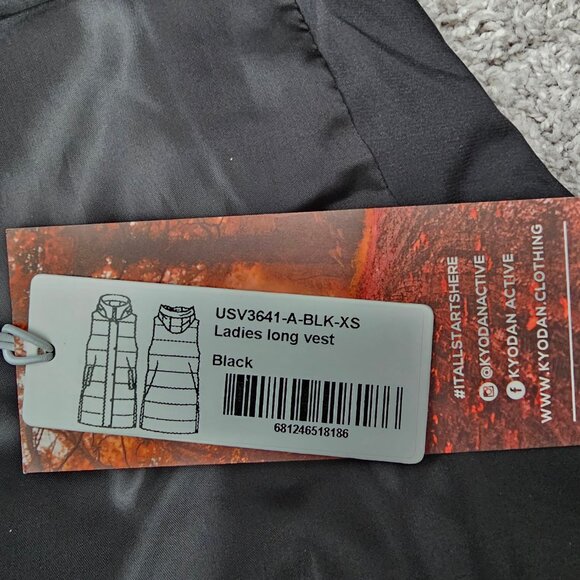 USV3641-A-BLK-XS
Ladies long vest
Black
681246518186
#ITALLSTARTSHERE
@KYODANACTIVE
KYODAN ACTIVE
WWW.KYODAN.CLOTHING